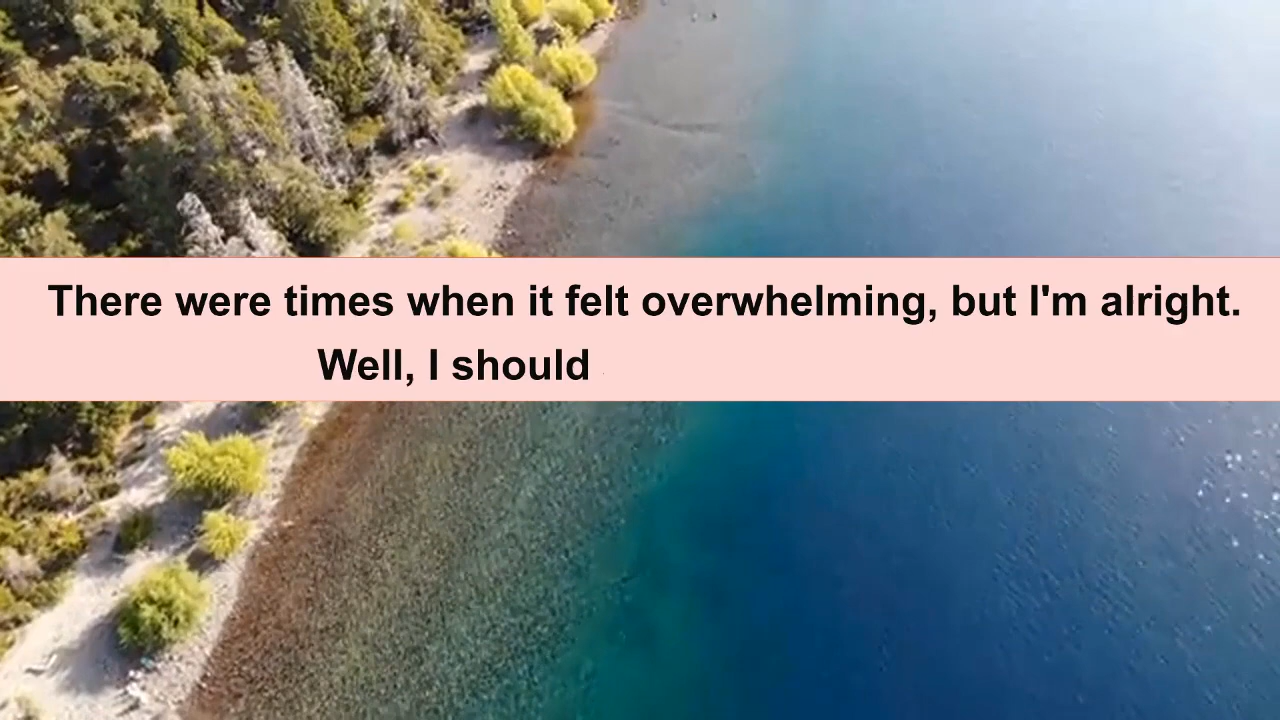 There were times when it felt overwhelming, but I'm alright.
Well, I should